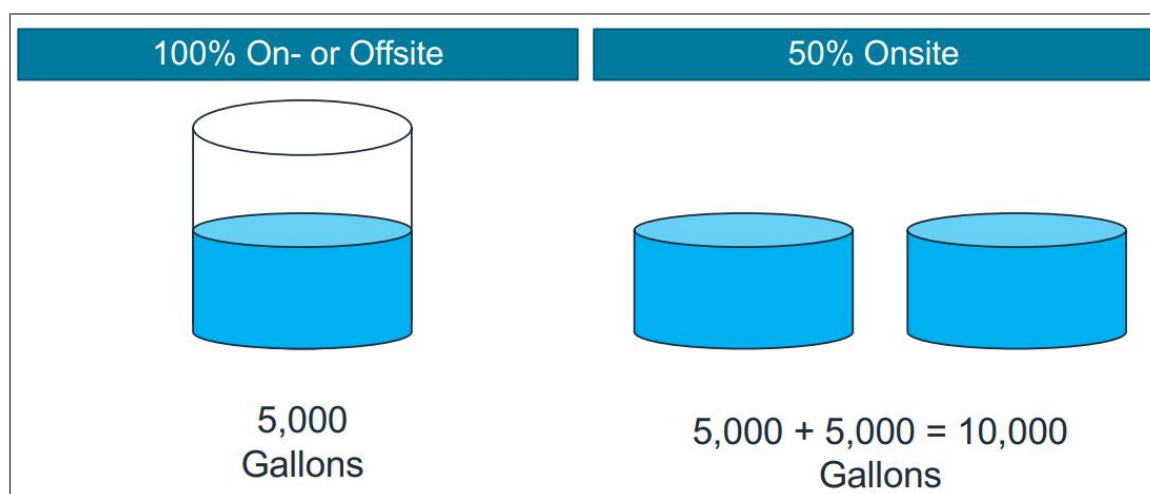 100% On- or Offsite
50% Onsite
5,000
Gallons
5,000 + 5,000 = 10,000
Gallons